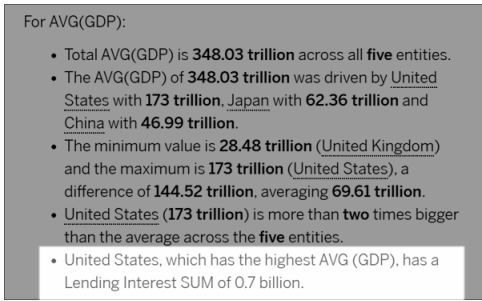 For AVG(GDP):
• Total AVG(GDP) is 348.03 trillion across all five entities.
• The AVG(GDP) of 348.03 trillion was driven by United
States with 173 trillion, Japan with 62.36 trillion and
China with 46.99 trillion.
• The minimum value is 28.48 trillion (United Kingdom)
and the maximum is 173 trillion (United States), a
difference of 144.52 trillion, averaging 69.61 trillion.
• United States (173 trillion) is more than two times bigger
than the average across the five entities.
• United States, which has the highest AVG (GDP), has a
Lending Interest SUM of 0.7 billion.